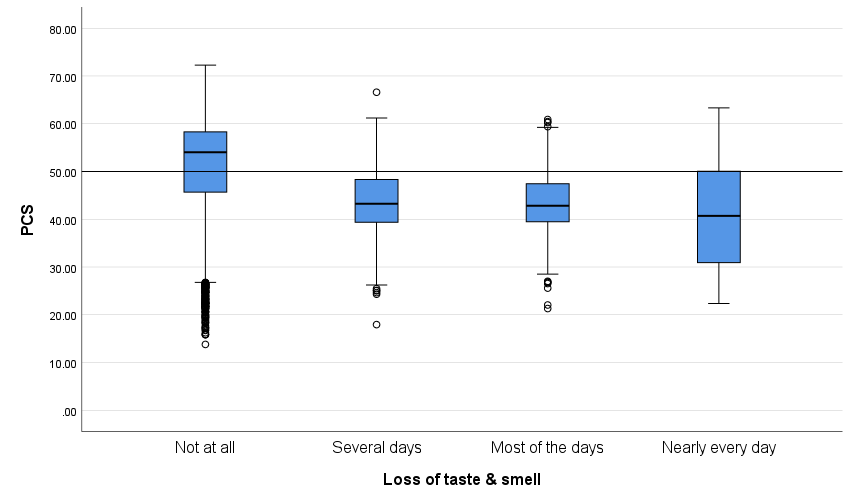 80.00
70.00
60.00
50.00
40.00
30.00
20.00
10.00
.00
PCS
Not at all
Several days
Most of the days
Nearly every day
Loss of taste & smell